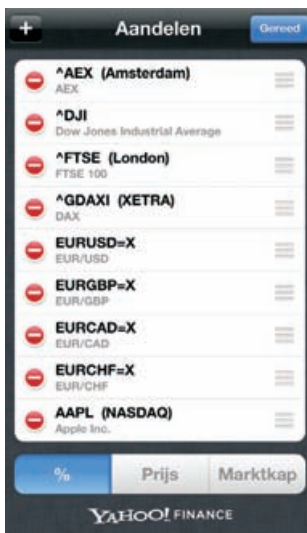 + Aandelen Gereed
^AEX (Amsterdam)
AEX
^DJI
Dow Jones Industrial Average
^FTSE (London)
FTSE 100
^GDAXI (XETRA)
DAX
EURUSD=X
EUR/USD
EURGBP=X
EUR/GBP
EURCAD=X
EUR/CAD
EURCHF=X
EUR/CHF
AAPL (NASDAQ)
Apple Inc.
% Prijs Marktkap
YAHOO! FINANCE